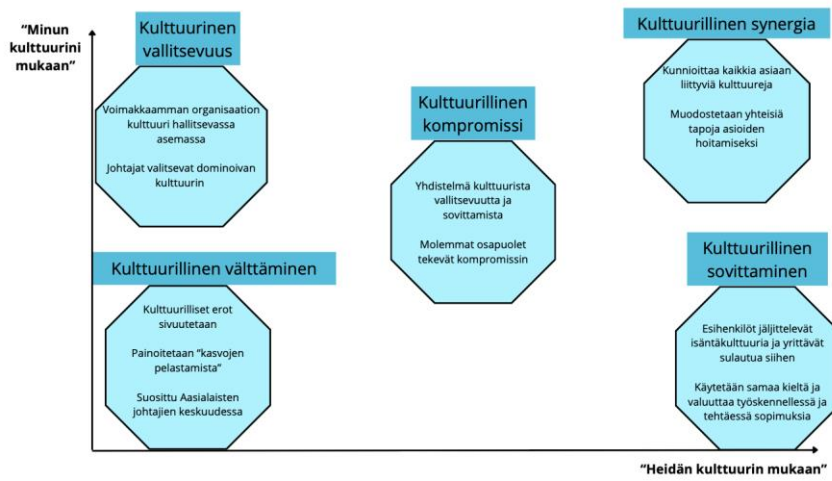 “Minun
kulttuurini
mukaan”
Kulttuurinen
vallitsevuus
Voimakkaamman organisaation
kulttuuri hallitsevassa
asemassa
Johtajat valitsevat dominoivan
kulttuurin
Kulttuurillinen
kompromissi
Yhdistelmä kulttuurista
vallitsevuutta ja
sovittamista
Molemmat osapuolet
tekevät kompromissin
Kulttuurillinen synergia
Kunnioittaa kaikkia asiaan
liittyviä kulttuureja
Muodostetaan yhteisiä
tapoja asioiden
hoitamiseksi
Kulttuurillinen välttäminen
Kulttuurilliset erot
sivuutetaan
Painoitetaan “kasvojen
pelastamista”
Suosittu Aasialaisten
johtajien keskuudessa
Kulttuurillinen
sovittaminen
Esihenkilöt jäljittelevät
isäntäkulttuuria ja yrittävät
sulautua siihen
Käytetään samaa kieltä ja
valuuttaa työskennellessä ja
tehtäessä sopimuksia
“Heidän kulttuurin mukaan”